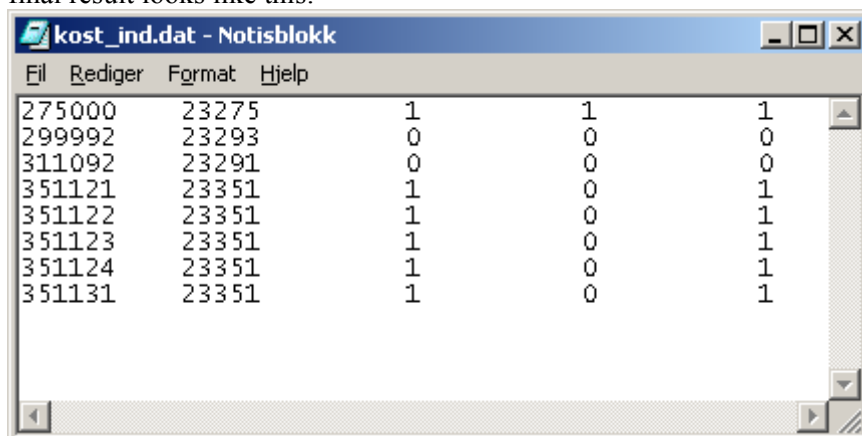 final result looks like this:
kost_ind.dat - Notisblokk
Fil Rediger Format Hjelp
275000 23275 1 1 1
299992 23293 0 0 0
311092 23291 0 0 0
351121 23351 1 0 1
351122 23351 1 0 1
351123 23351 1 0 1
351124 23351 1 0 1
351131 23351 1 0 1